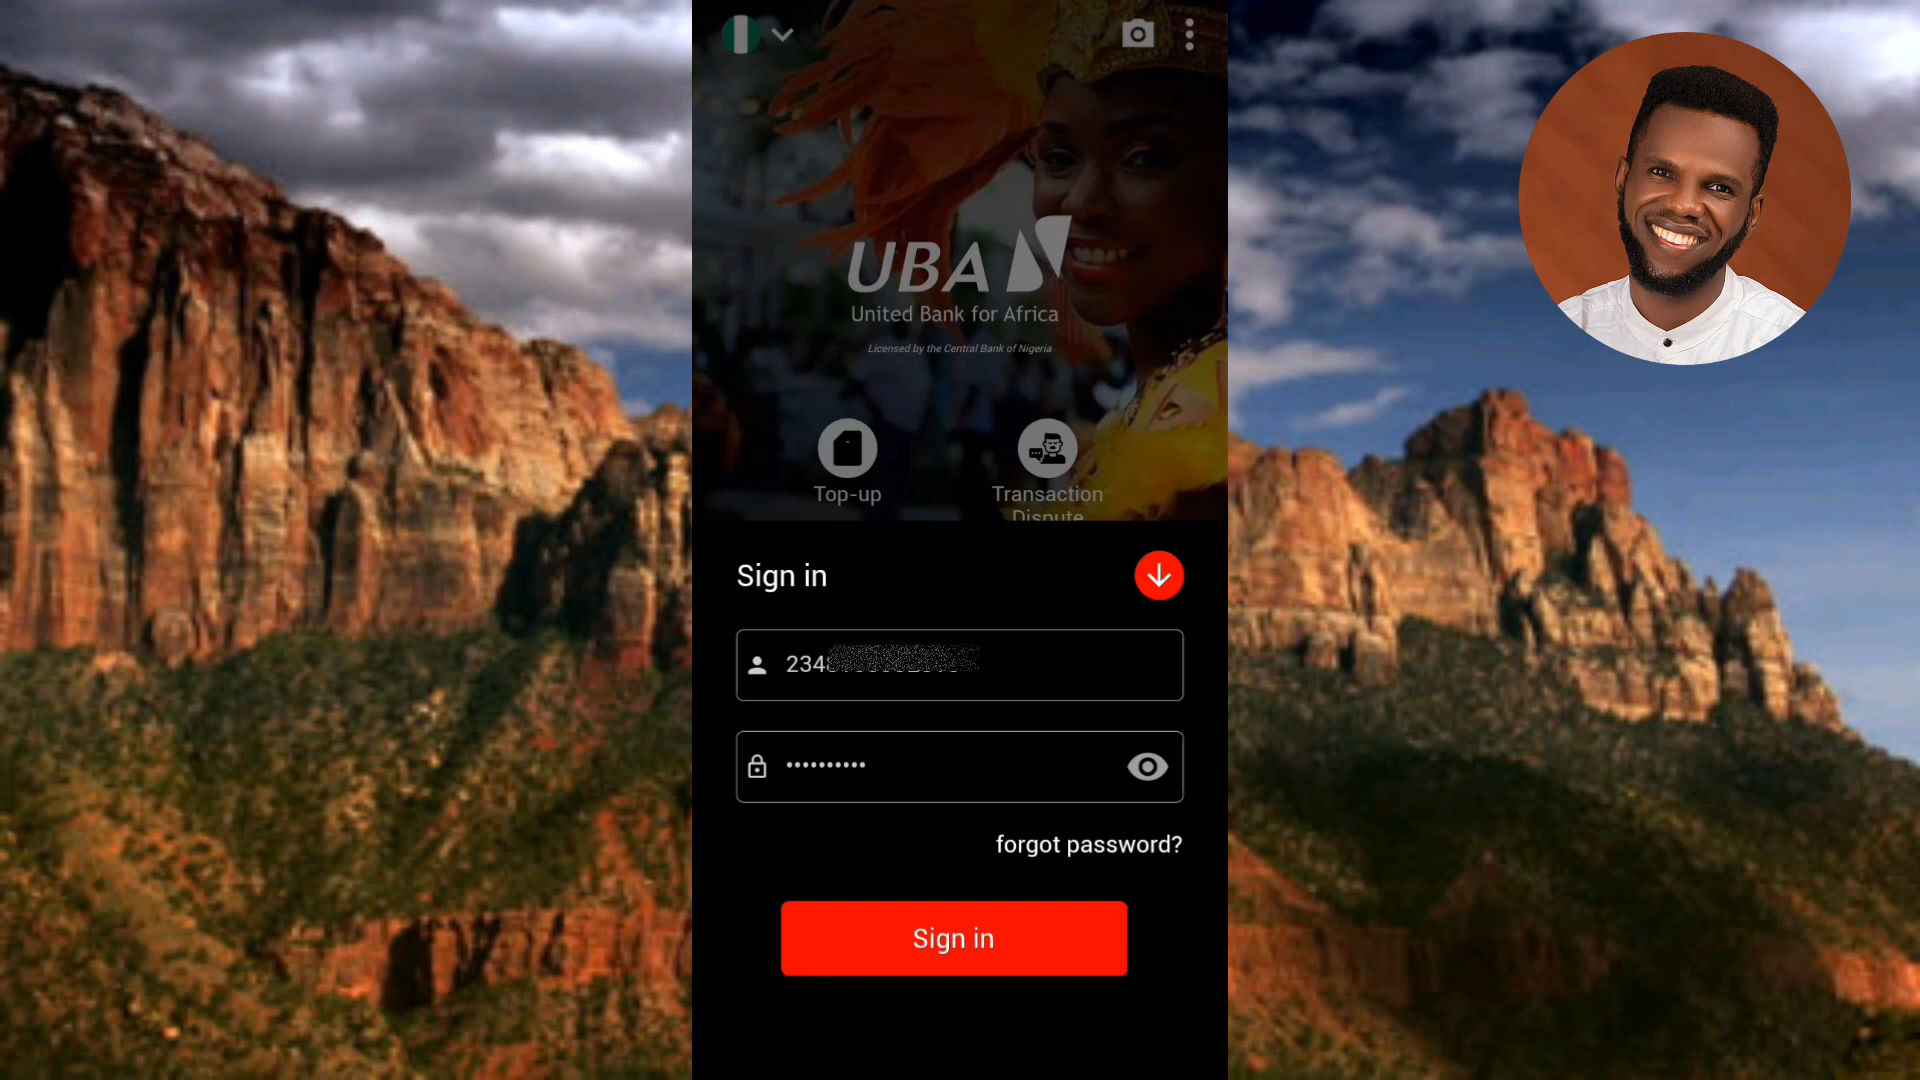 UBA
United Bank for Africa
Licensed by the Central Bank of Nigeria
Top-up
Transaction
Dispute
Sign in
234
forgot password?
Sign in